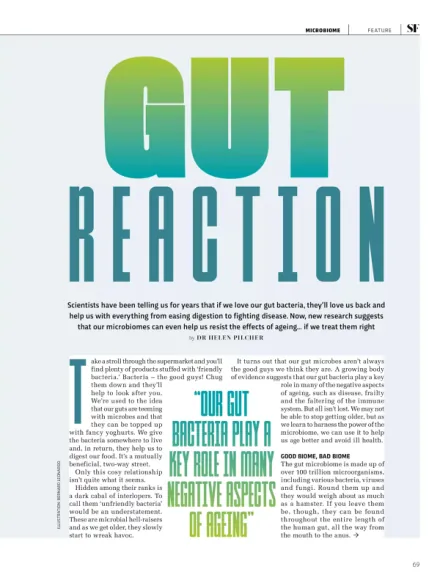 MICROBIOME
FEATURE
SF
GUT
REACTION
Scientists have been telling us for years that if we love our gut bacteria, they'll love us back and
help us with everything from easing digestion to fighting disease. Now, new research suggests
that our microbiomes can even help us resist the effects of ageing... if we treat them right
by DR HELEN PILCHER
Take a stroll through the supermarket and you'll
find plenty of products stuffed with 'friendly
bacteria.' Bacteria – the good guys! Chug
them down and they'll
help to look after you.
We're used to the idea
that our guts are teeming
with microbes and that
they can be topped up
with fancy yoghurts. We give
the bacteria somewhere to live
and, in return, they help us to
digest our food. It's a mutually
beneficial, two-way street.
Only this cosy relationship
isn't quite what it seems.
Hidden among their ranks is
a dark cabal of interlopers. To
call them 'unfriendly bacteria'
would be an understatement.
These are microbial hell-raisers
and as we get older, they slowly
start to wreak havoc.
"OUR GUT
BACTERIA PLAY A
KEY ROLE IN MANY
NEGATIVE ASPECTS
OF AGEING"
It turns out that our gut microbes aren't always
the good guys we think they are. A growing body
of evidence suggests that our gut bacteria play a key
role in many of the negative aspects
of ageing, such as disease, frailty
and the faltering of the immune
system. But all isn't lost. We may not
be able to stop getting older, but as
we learn to harness the power of the
microbiome, we can use it to help
us age better and avoid ill health.
GOOD BIOME, BAD BIOME
The gut microbiome is made up of
over 100 trillion microorganisms,
including various bacteria, viruses
and fungi. Round them up and
they would weigh about as much
as a hamster. If you leave them
be, though, they can be found
throughout the entire length of
the human gut, all the way from
the mouth to the anus. →
69